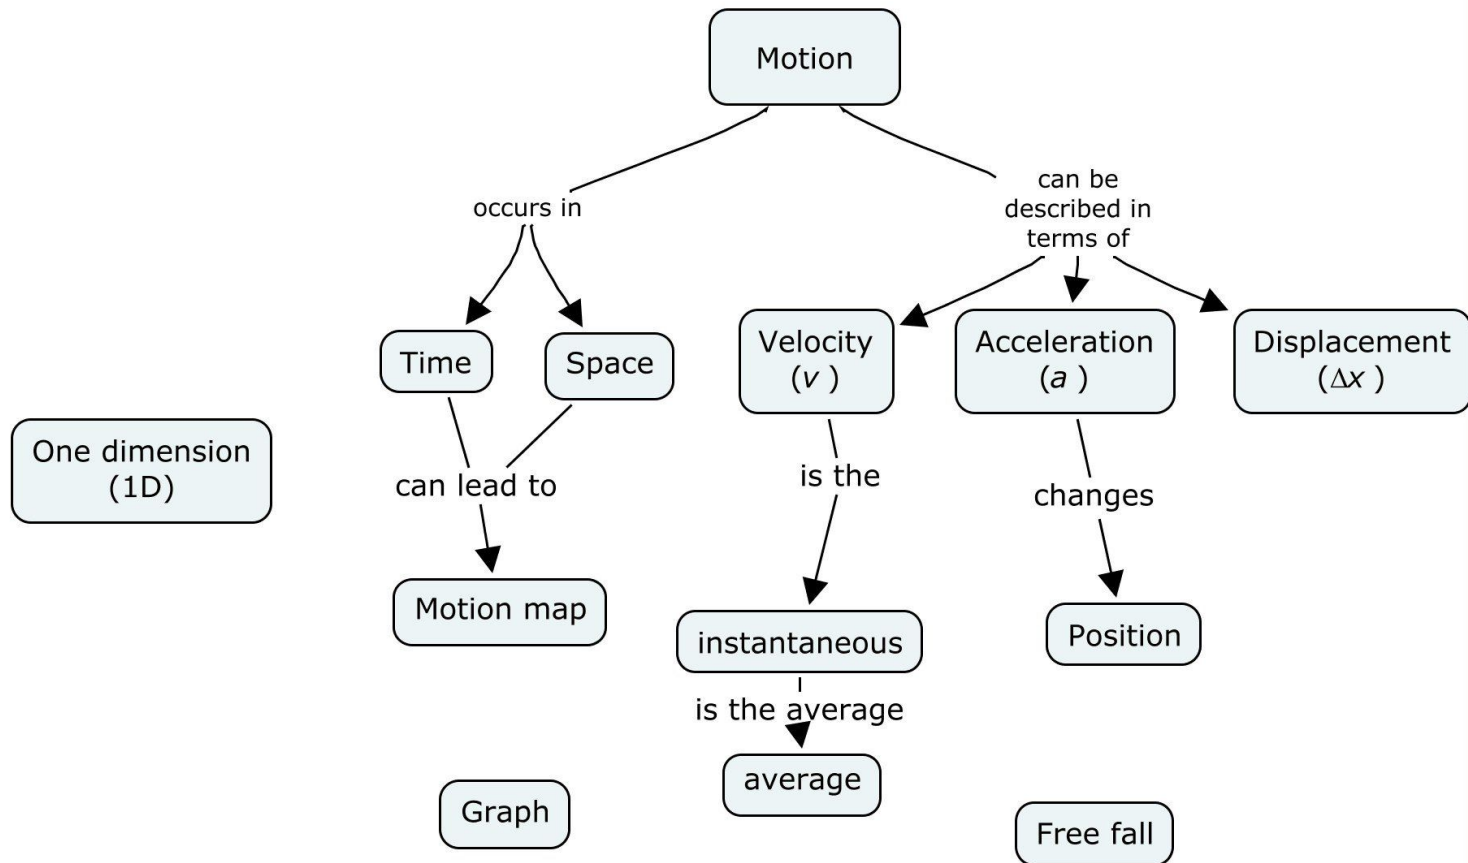 Motion
occurs in
can be
described in
terms of
Time
Space
Velocity
(v )
Acceleration
(a )
Displacement
(Δx )
One dimension
(1D)
can lead to
is the
changes
Motion map
instantaneous
Position
is the average
average
Graph
Free fall